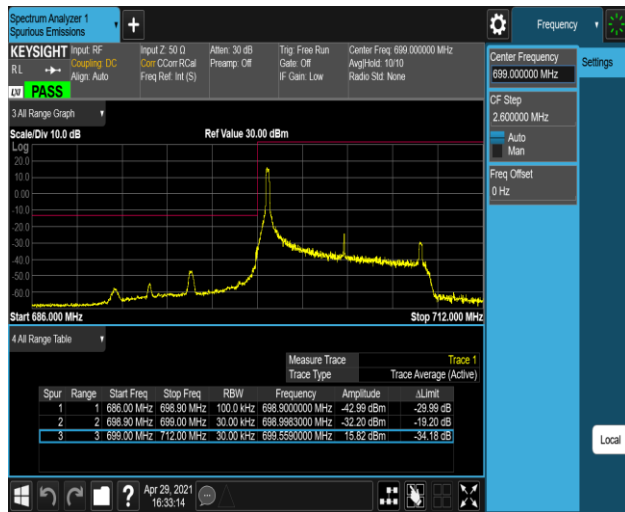 Spectrum Analyzer 1
Spurious Emissions
+
Frequency
KEYSIGHT
Input: RF
Coupling: DC
Align: Auto
Input Z: 50 Ω
Corr CCorr RCal
Freq Ref: Int (S)
Atten: 30 dB
Preamp: Off
Trig: Free Run
Gate: Off
IF Gain: Low
Center Freq: 699.000000 MHz
Avg|Hold: 10/10
Radio Std: None
R L
LXI
PASS
Center Frequency
699.000000 MHz
Settings
CF Step
2.600000 MHz
Auto
Man
Freq Offset
0 Hz
3 All Range Graph
Scale/Div 10.0 dB
Ref Value 30.00 dBm
Log
20.0
10.0
0.00
-10.0
-20.0
-30.0
-40.0
-50.0
-60.0
Start 686.000 MHz
Stop 712.000 MHz
4 All Range Table
Measure Trace Trace 1
Trace Type Trace Average (Active)
Spur Range Start Freq Stop Freq RBW Frequency Amplitude ΔLimit
1 1 686.00 MHz 698.90 MHz 100.0 kHz 698.9000000 MHz -42.99 dBm -29.99 dB
2 2 698.90 MHz 699.00 MHz 30.00 kHz 698.9983000 MHz -32.20 dBm -19.20 dB
3 3 699.00 MHz 712.00 MHz 30.00 kHz 699.5590000 MHz 15.82 dBm -34.18 dB
Local
?
Apr 29, 2021
16:33:14